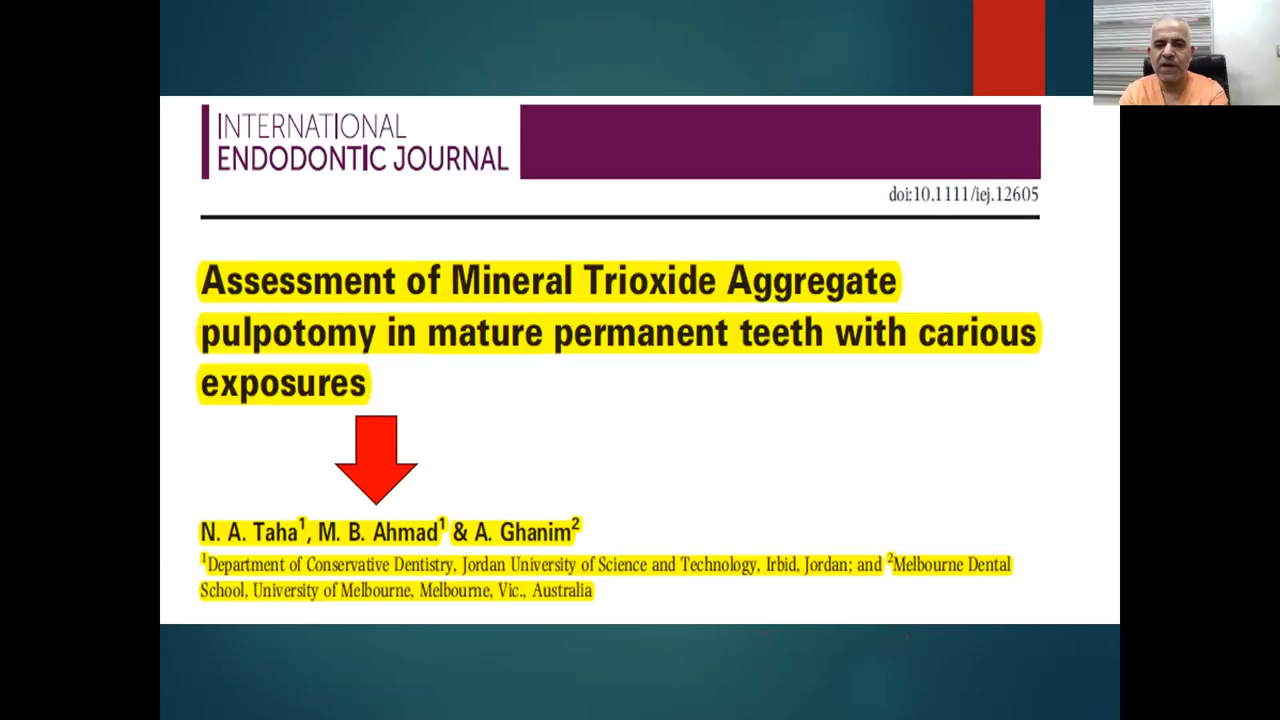 INTERNATIONAL
ENDODONTIC JOURNAL
doi:10.1111/iej.12605
Assessment of Mineral Trioxide Aggregate
pulpotomy in mature permanent teeth with carious
exposures
N. A. Taha1, M. B. Ahmad1 & A. Ghanim2
1Department of Conservative Dentistry, Jordan University of Science and Technology, Irbid, Jordan; and 2Melbourne Dental
School, University of Melbourne, Melbourne, Vic., Australia